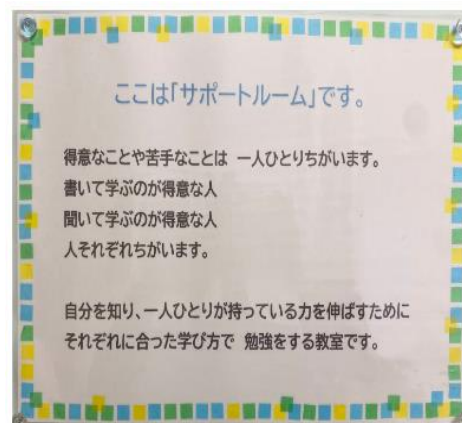 ここは「サポートルーム」です。
得意なことや苦手なことは 一人ひとりちがいます。
書いて学ぶのが得意な人
聞いて学ぶのが得意な人
人それぞれちがいます。
自分を知り、一人ひとりが持っている力を伸ばすために
それぞれに合った学び方で 勉強をする教室です。